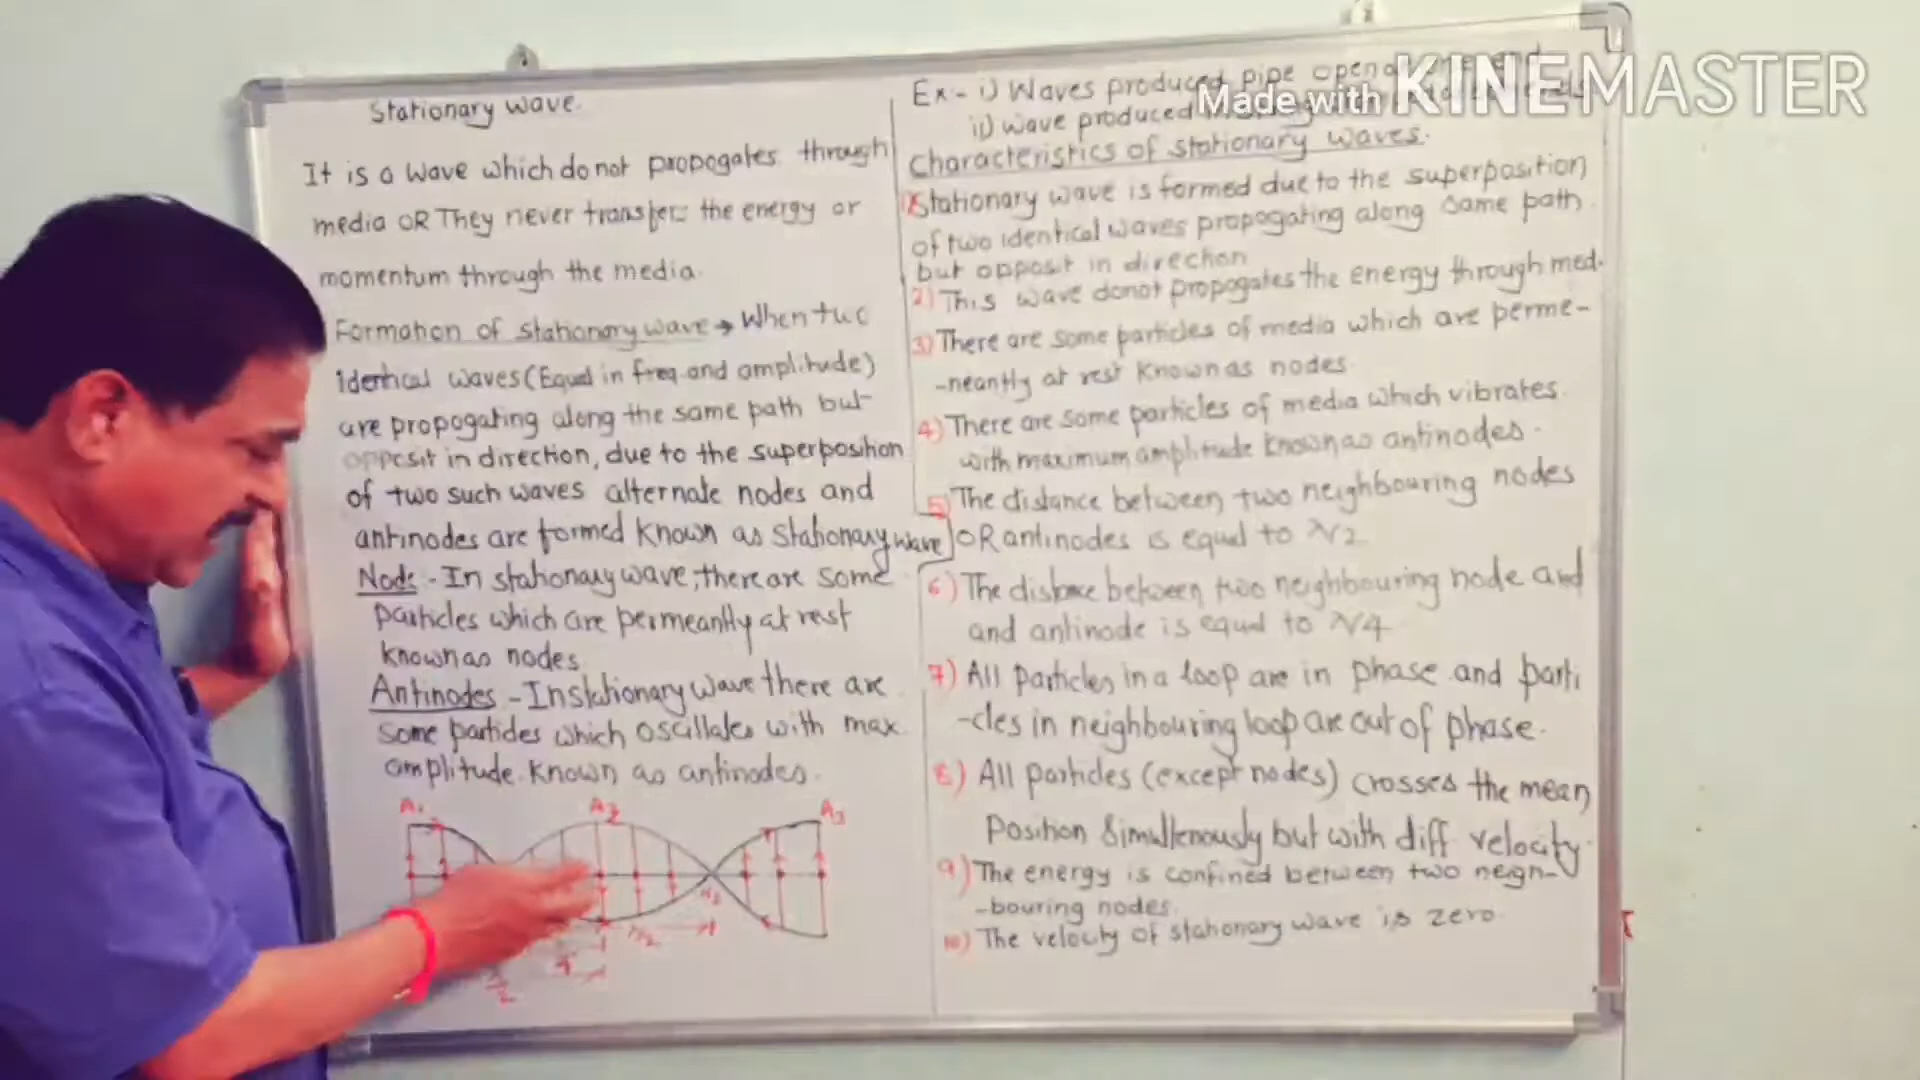 Stationary wave.
It is a wave which do not propogates through
media OR They never transfers the energy or
momentum through the media.
Formation of stationary wave → When
identical waves (Equal in freq. and amplitude)
are propogating along the same path but
opposit in direction, due to the superposition
of two such waves alternate nodes and
antinodes are formed known as stationary wave
Node - In stationary wave, there are some
particles which are permeantly at rest
known as nodes.
Antinodes - In stationary wave there are
some particles which oscillates with max.
amplitude known as antinodes.
A1 A2 A3
N2
λ/2
4
λ/2
Ex - i) Waves produced pipe open
ii) wave produced
Characteristics of stationary waves.
1) Stationary wave is formed due to the superposition
of two identical waves propogating along same path
but opposit in direction
2) This wave donot propogates the energy through med.
3) There are some particles of media which are perme-
-neantly at rest known as nodes.
4) There are some particles of media which vibrates
with maximum amplitude known as antinodes.
5) The distance between two neighbouring nodes
OR antinodes is equal to λ/2
6) The distance between two neighbouring node and
and antinode is equal to λ/4
7) All particles in a loop are in phase and parti
-cles in neighbouring loop are out of phase.
8) All particles (except nodes) crosses the mean
Position simultenously but with diff velocity.
9) The energy is confined between two neign-
-bouring nodes.
10) The velocity of stationary wave is zero.
Made with KINEMASTER